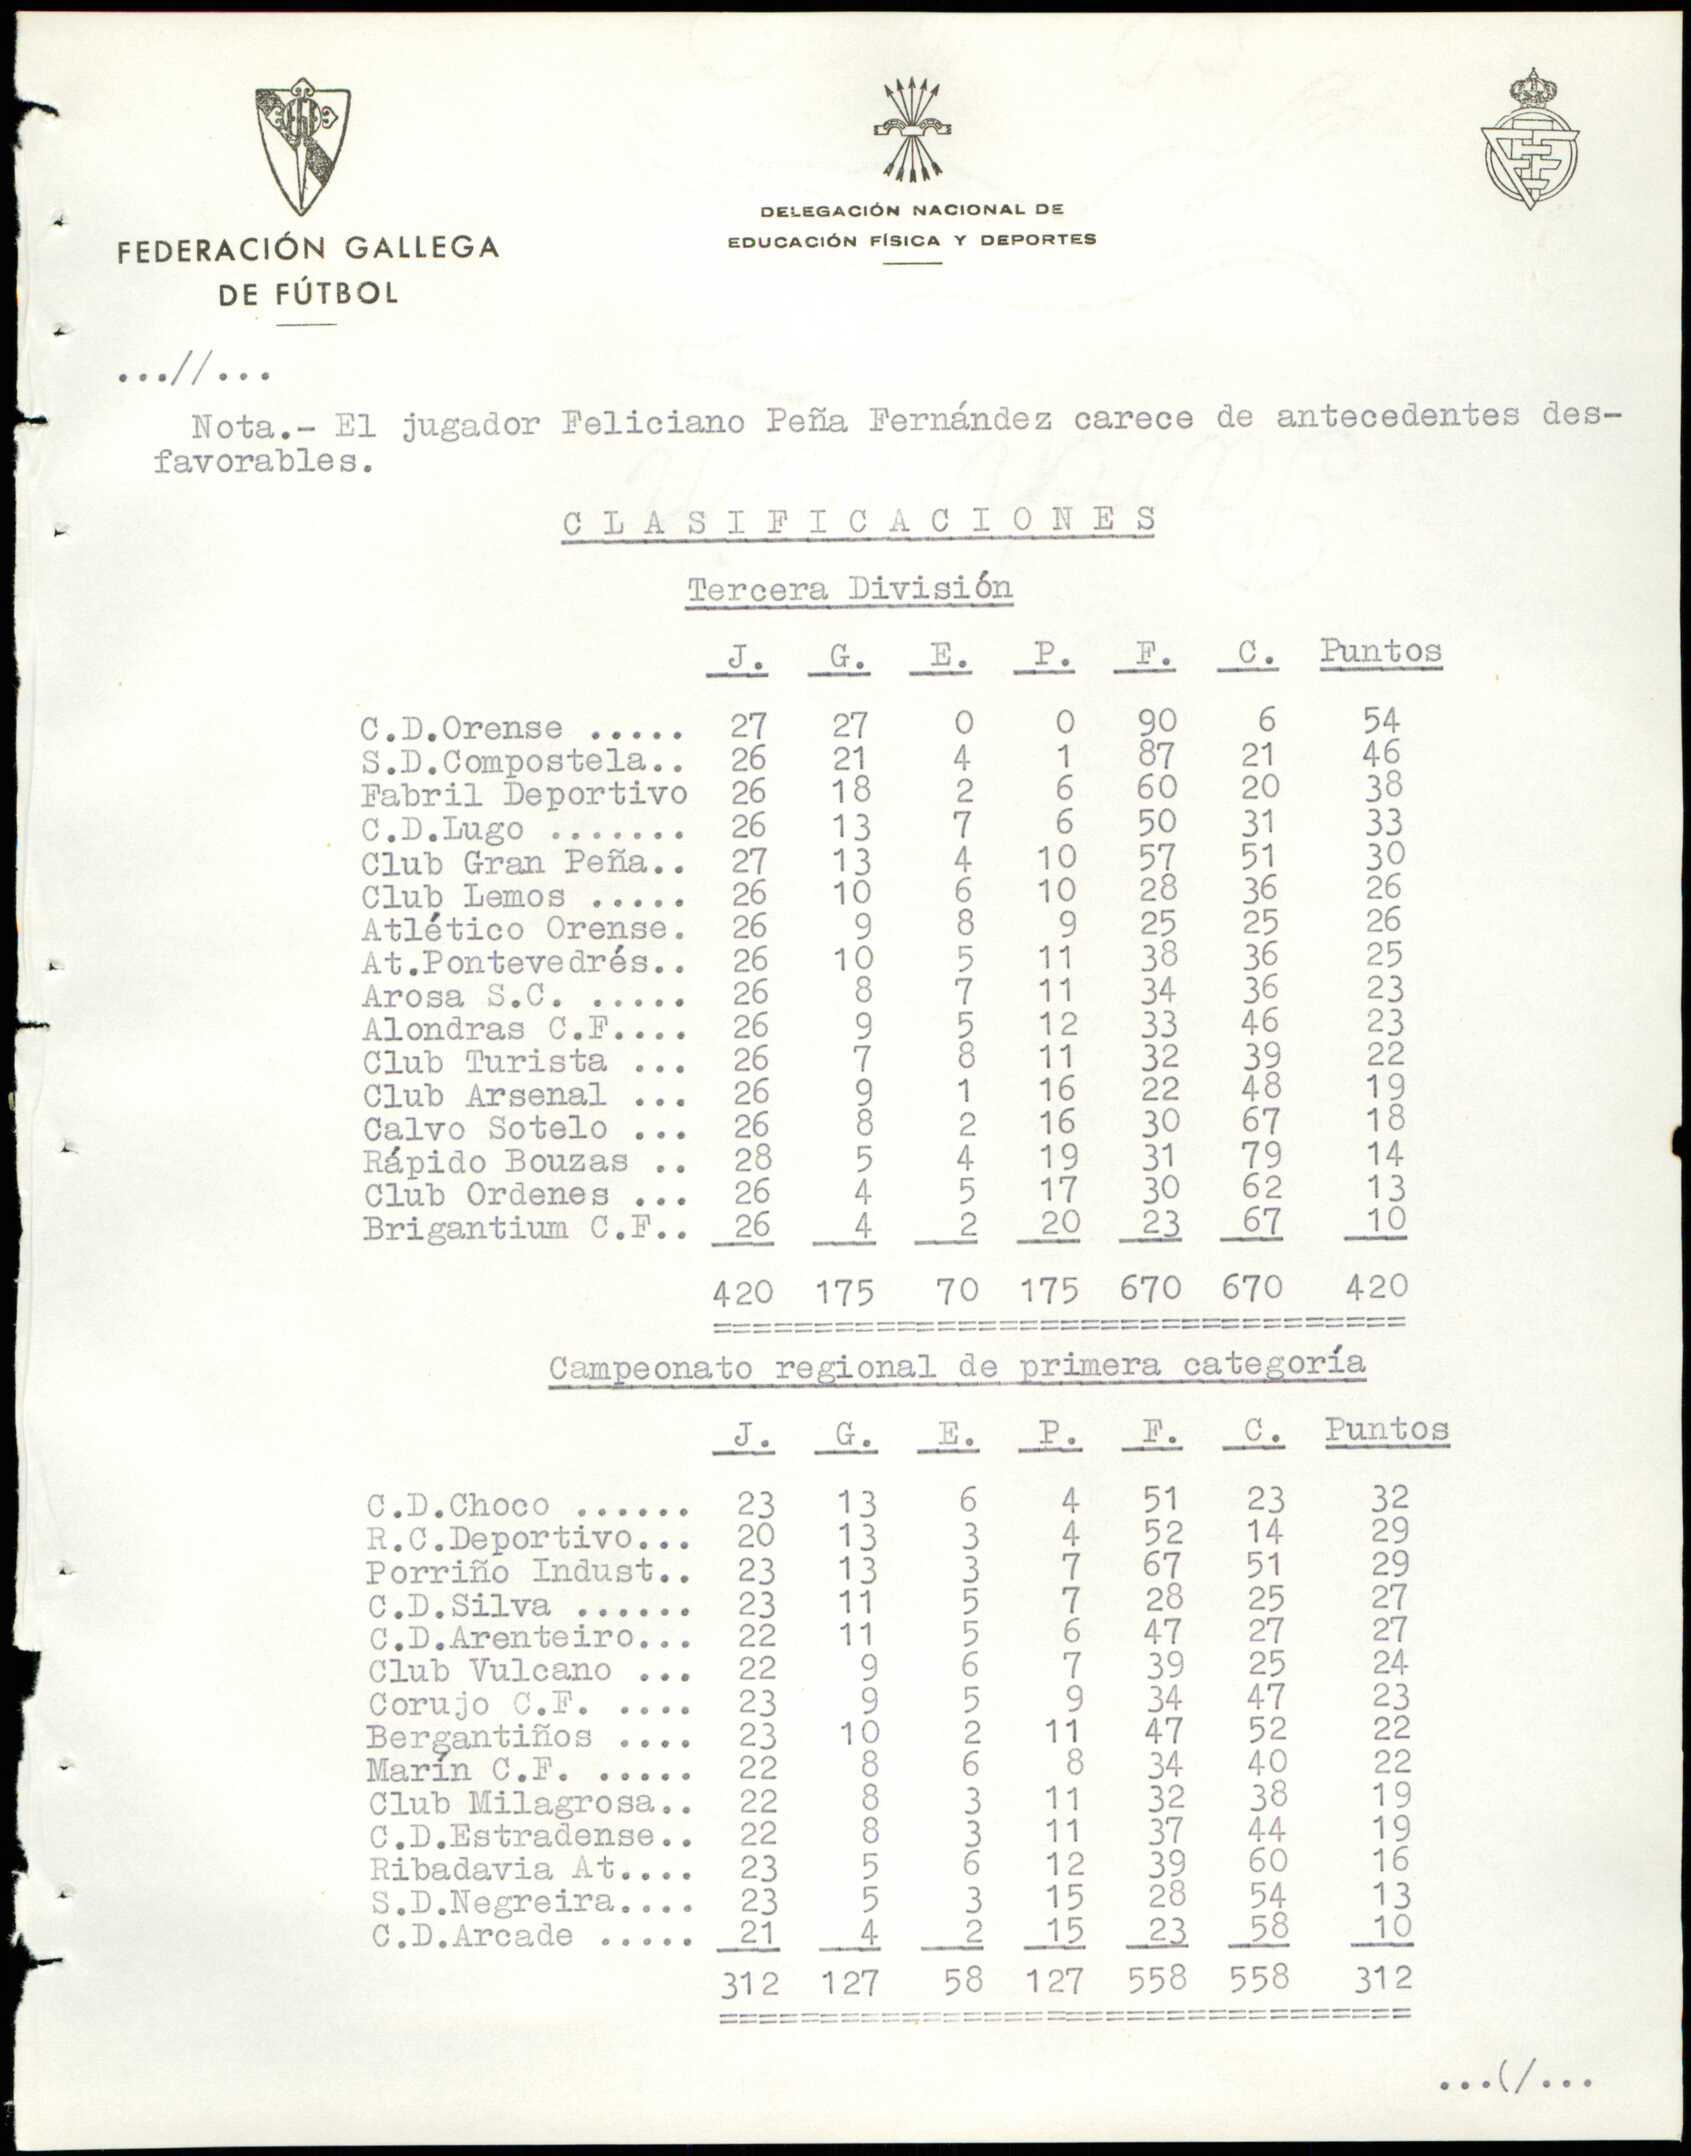 FEDERACIÓN GALLEGA
DE FÚTBOL
DELEGACIÓN NACIONAL DE
EDUCACIÓN FÍSICA Y DEPORTES
...//...
Nota.- El jugador Feliciano Peña Fernández carece de antecedentes des-
favorables.
C L A S I F I C A C I O N E S
Tercera División
J. G. E. P. F. C. Puntos
C.D.Orense ..... 27 27 0 0 90 6 54
S.D.Compostela.. 26 21 4 1 87 21 46
Fabril Deportivo 26 18 2 6 60 20 38
C.D.Lugo ....... 26 13 7 6 50 31 33
Club Gran Peña.. 27 13 4 10 57 51 30
Club Lemos ..... 26 10 6 10 28 36 26
Atlético Orense. 26 9 8 9 25 25 26
At.Pontevedrés.. 26 10 5 11 38 36 25
Arosa S.C. ..... 26 8 7 11 34 36 23
Alondras C.F.... 26 9 5 12 33 46 23
Club Turista ... 26 7 8 11 32 39 22
Club Arsenal ... 26 9 1 16 22 48 19
Calvo Sotelo ... 26 8 2 16 30 67 18
Rápido Bouzas .. 28 5 4 19 31 79 14
Club Ordenes ... 26 4 5 17 30 62 13
Brigantium C.F.. 26 4 2 20 23 67 10
420 175 70 175 670 670 420
==================================
Campeonato regional de primera categoría
J. G. E. P. F. C. Puntos
C.D.Choco ...... 23 13 6 4 51 23 32
R.C.Deportivo... 20 13 3 4 52 14 29
Porriño Indust.. 23 13 3 7 67 51 29
C.D.Silva ...... 23 11 5 7 28 25 27
C.D.Arenteiro... 22 11 5 6 47 27 27
Club Vulcano ... 22 9 6 7 39 25 24
Corujo C.F. .... 23 9 5 9 34 47 23
Bergantiños .... 23 10 2 11 47 52 22
Marín C.F. ..... 22 8 6 8 34 40 22
Club Milagrosa.. 22 8 3 11 32 38 19
C.D.Estradense.. 22 8 3 11 37 44 19
Ribadavia At.... 23 5 6 12 39 60 16
S.D.Negreira.... 23 5 3 15 28 54 13
C.D.Arcade ..... 21 4 2 15 23 58 10
312 127 58 127 558 558 312
==================================
...(/...